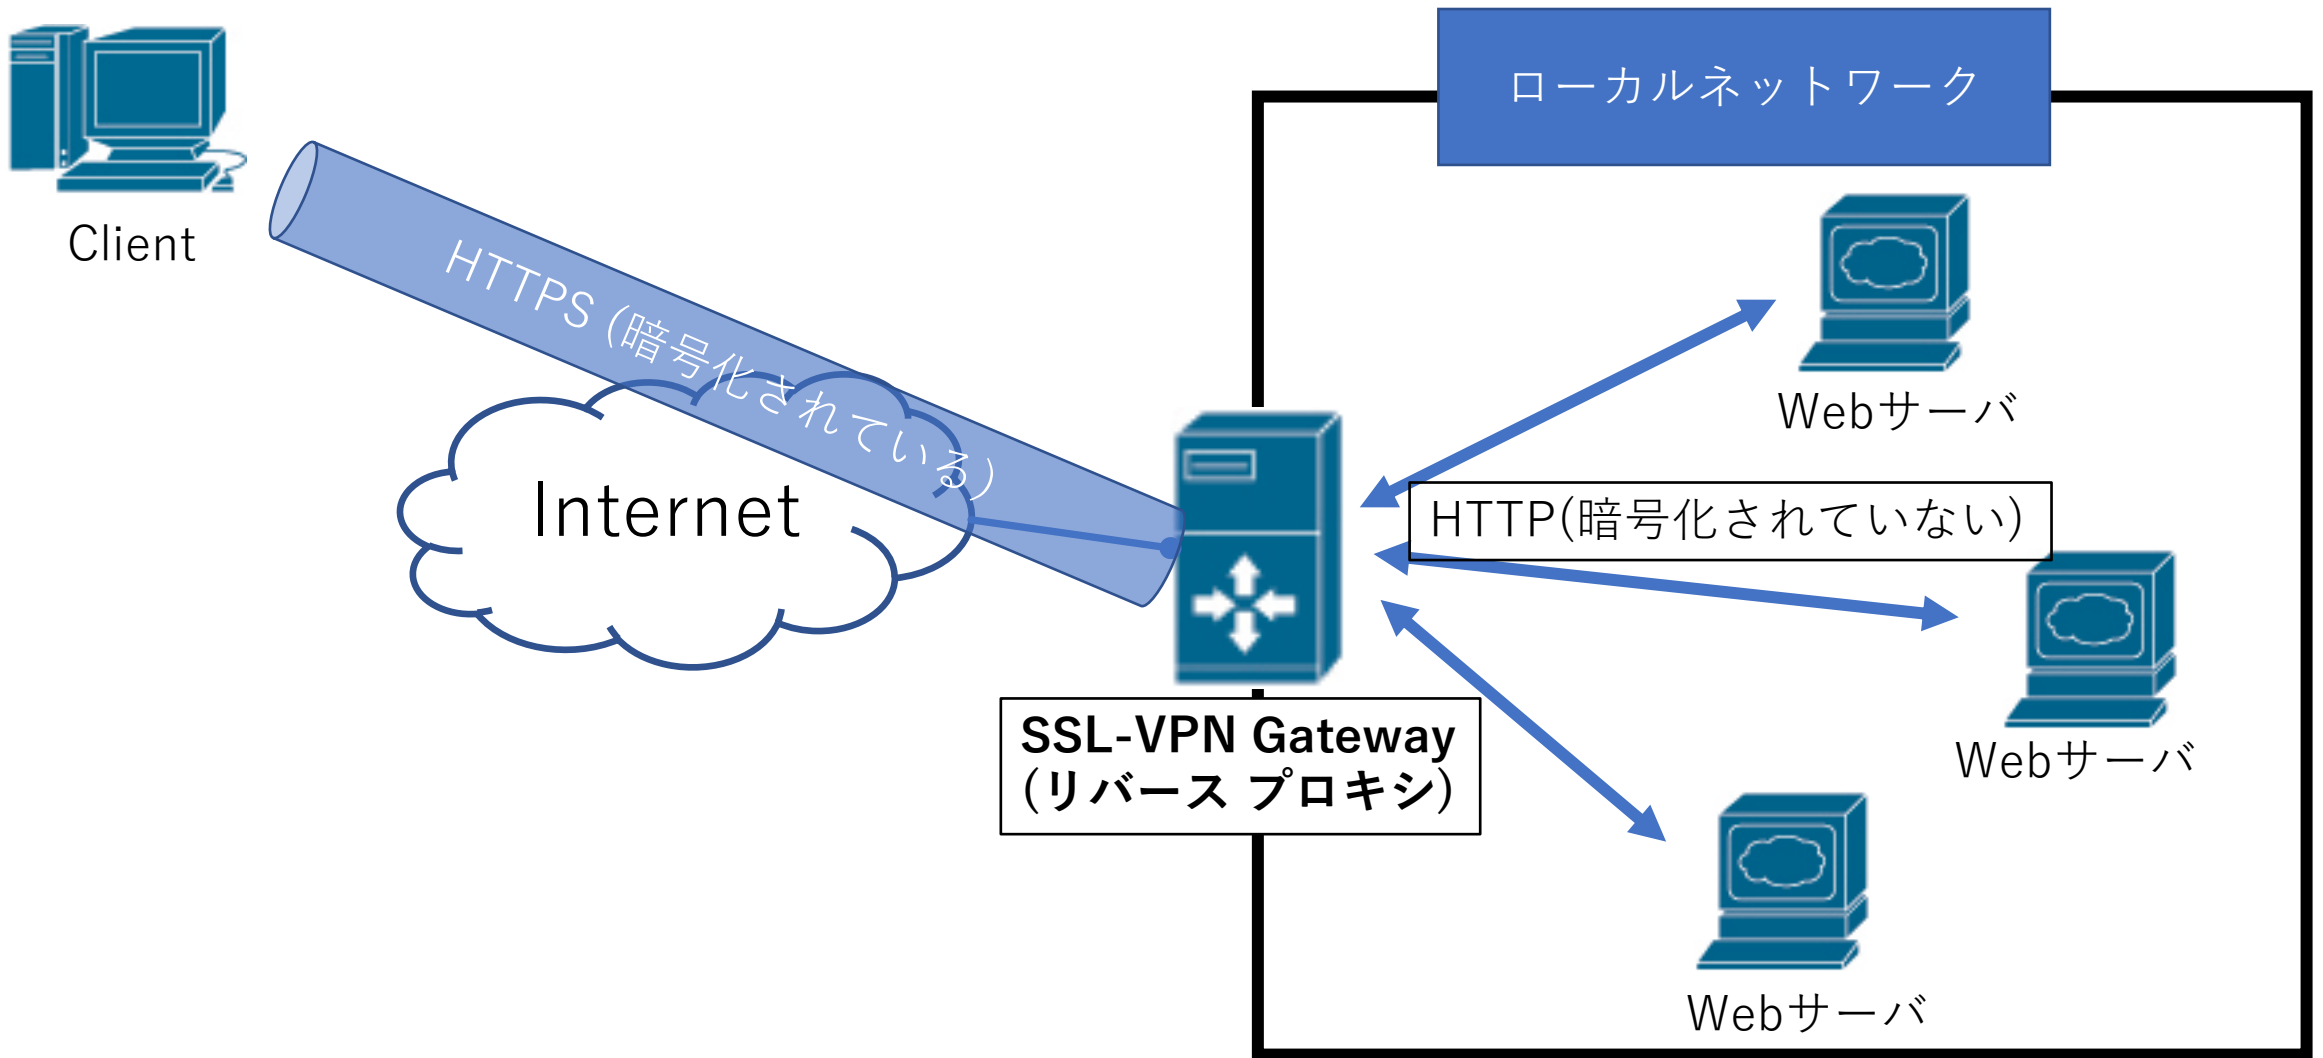 ローカルネットワーク
Client
HTTPS (暗号化されている)
Internet
Webサーバ
HTTP(暗号化されていない)
Webサーバ
SSL-VPN Gateway
(リバース プロキシ)
Webサーバ